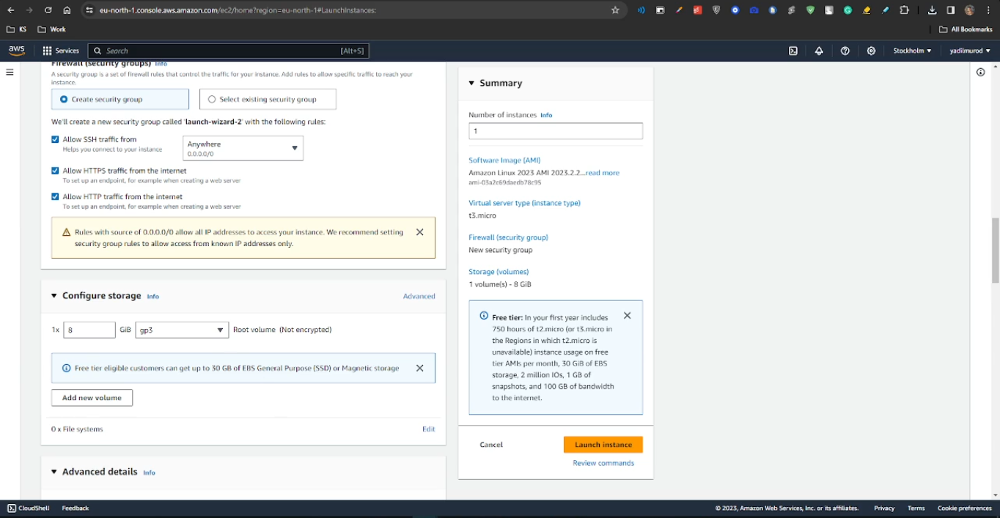 eu-north-1.console.aws.amazon.com/ec2/home?region=eu-north-1#LaunchInstances:
KS Work All Bookmarks
aws Services Search [Alt+S] Stockholm yadilmurod
Firewall (security groups) Info
A security group is a set of firewall rules that control the traffic for your instance. Add rules to allow specific traffic to reach your
instance.
Create security group Select existing security group
We'll create a new security group called 'launch-wizard-2' with the following rules:
Allow SSH traffic from
Helps you connect to your instance
Anywhere
0.0.0.0/0
Allow HTTPS traffic from the internet
To set up an endpoint, for example when creating a web server
Allow HTTP traffic from the internet
To set up an endpoint, for example when creating a web server
Rules with source of 0.0.0.0/0 allow all IP addresses to access your instance. We recommend setting
security group rules to allow access from known IP addresses only.
Configure storage Info Advanced
1x 8 GiB gp3 Root volume (Not encrypted)
Free tier eligible customers can get up to 30 GB of EBS General Purpose (SSD) or Magnetic storage
Add new volume
0 x File systems Edit
Advanced details Info
Summary
Number of instances Info
1
Software Image (AMI)
Amazon Linux 2023 AMI 2023.2.2...read more
ami-03a2c69daedb78c95
Virtual server type (instance type)
t3.micro
Firewall (security group)
New security group
Storage (volumes)
1 volume(s) - 8 GiB
Free tier: In your first year includes
750 hours of t2.micro (or t3.micro in
the Regions in which t2.micro is
unavailable) instance usage on free
tier AMIs per month, 30 GiB of EBS
storage, 2 million IOs, 1 GB of
snapshots, and 100 GB of bandwidth
to the internet.
Cancel Launch instance
Review commands
CloudShell Feedback © 2023, Amazon Web Services, Inc. or its affiliates. Privacy Terms Cookie preferences